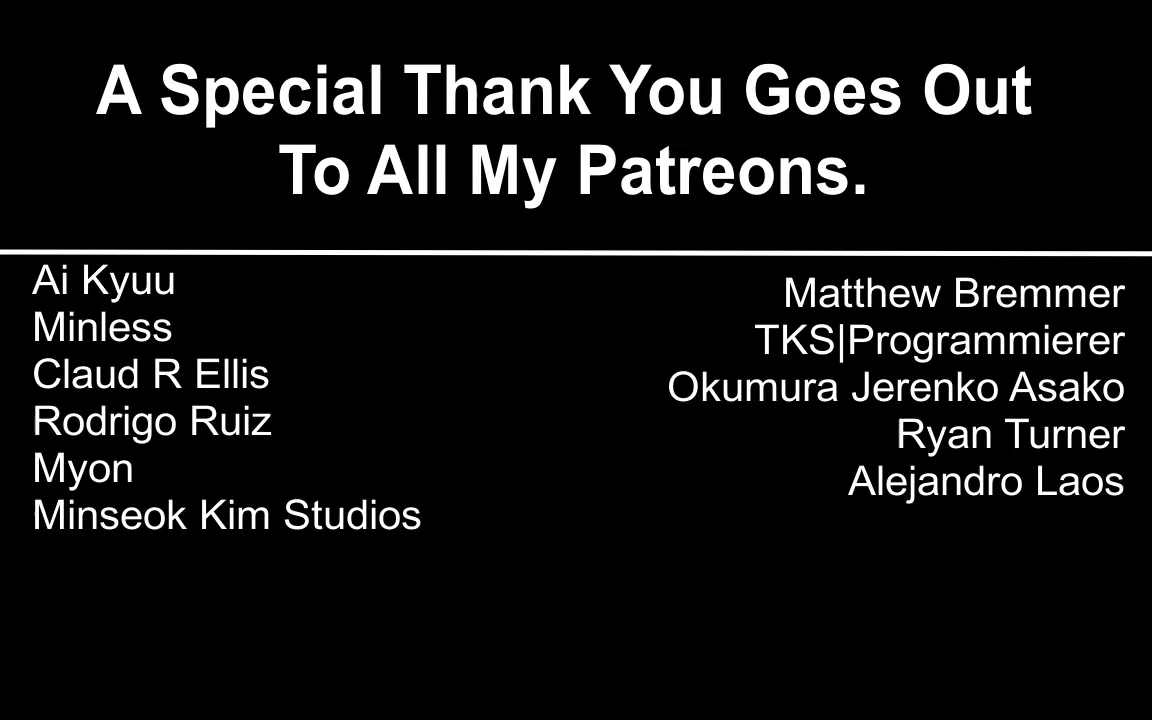 A Special Thank You Goes Out
To All My Patreons.
Ai Kyuu
Minless
Claud R Ellis
Rodrigo Ruiz
Myon
Minseok Kim Studios
Matthew Bremmer
TKS|Programmierer
Okumura Jerenko Asako
Ryan Turner
Alejandro Laos